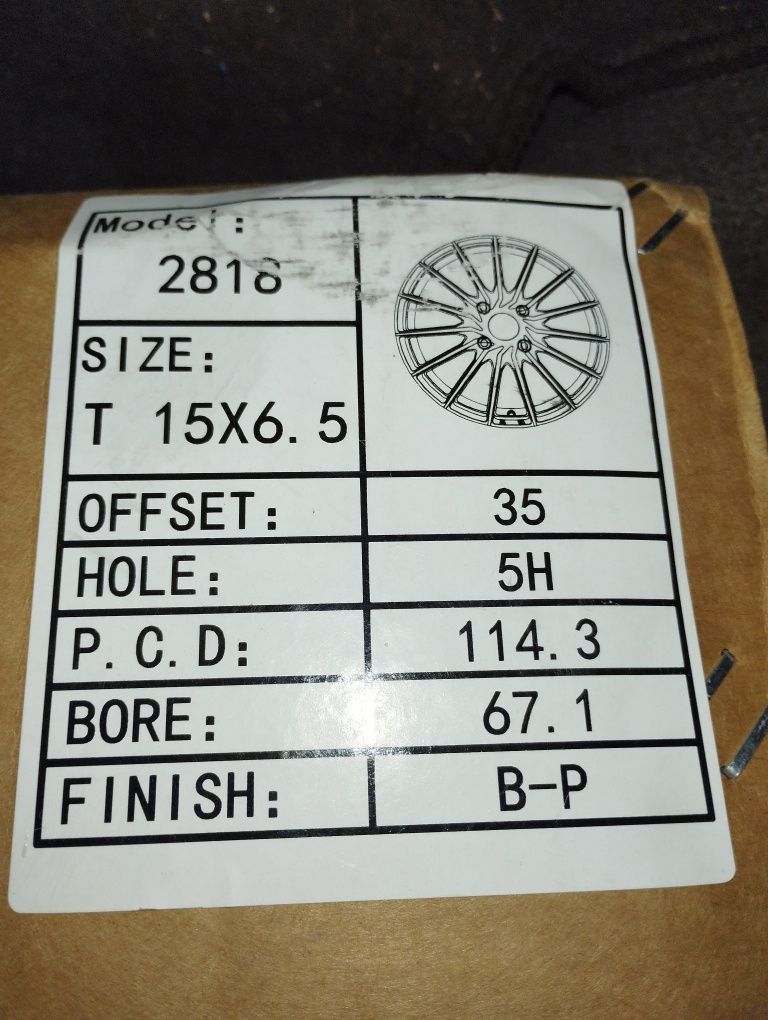 Model:
2818
SIZE:
T 15X6.5
OFFSET: 35
HOLE: 5H
P.C.D: 114.3
BORE: 67.1
FINISH: B-P